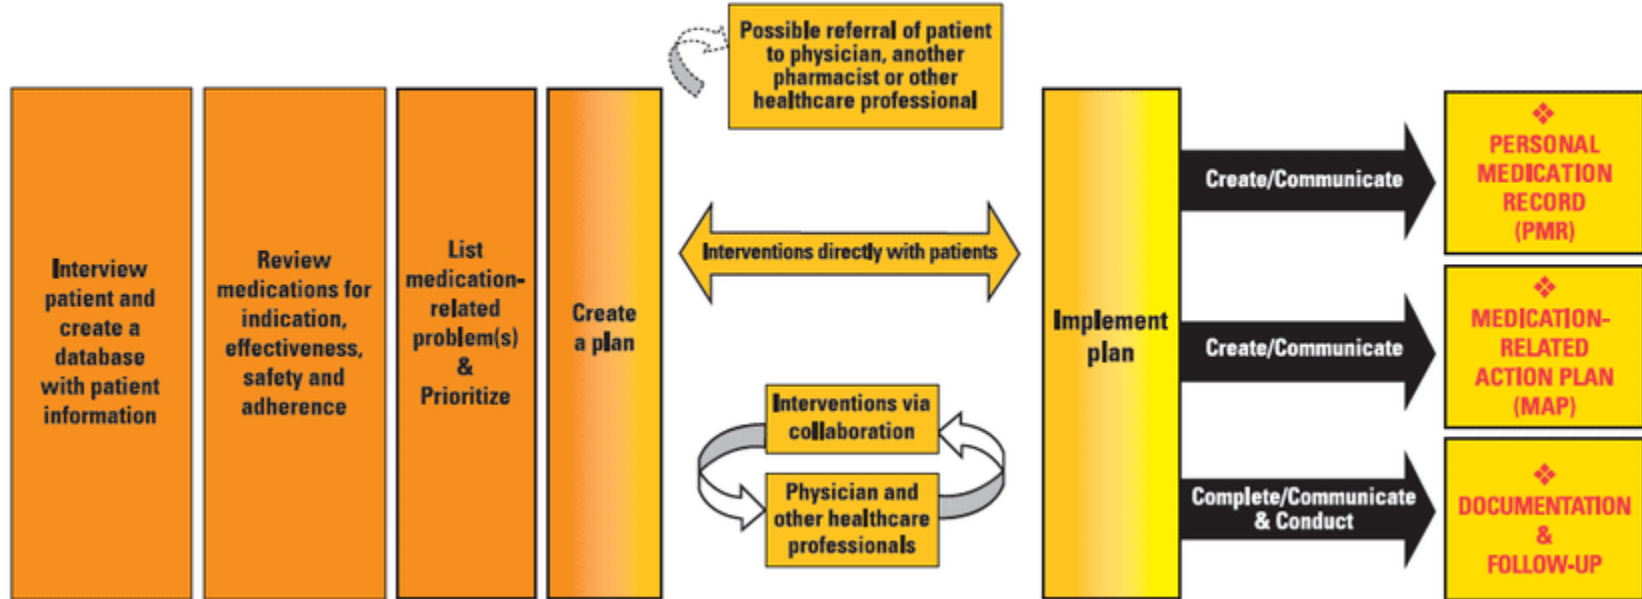 Interview
patient and
create a
database
with patient
information
Review
medications for
indication,
effectiveness,
safety and
adherence
List
medication-
related
problem(s)
&
Prioritize
Create
a plan
Possible referral of patient
to physician, another
pharmacist or other
healthcare professional
Interventions directly with patients
Interventions via
collaboration
Physician and
other healthcare
professionals
Implement
plan
Create/Communicate
❖
PERSONAL
MEDICATION
RECORD
(PMR)
Create/Communicate
❖
MEDICATION-
RELATED
ACTION PLAN
(MAP)
Complete/Communicate
& Conduct
❖
DOCUMENTATION
&
FOLLOW-UP